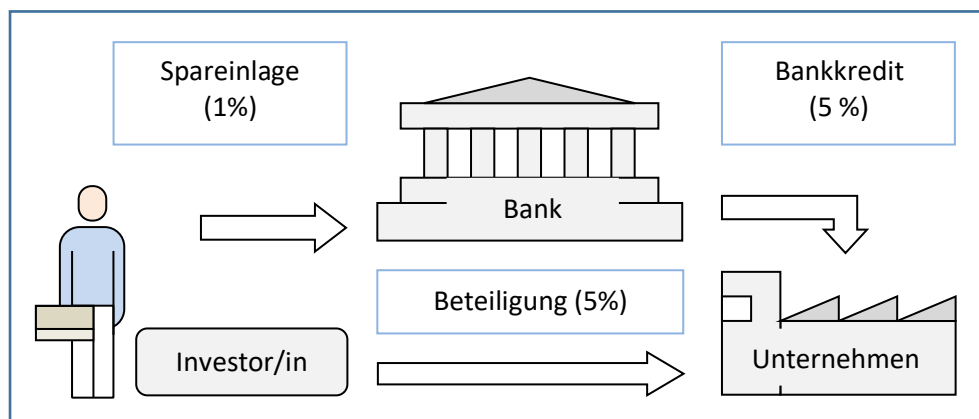 Spareinlage
(1%)
Bankkredit
(5 %)
Bank
Beteiligung (5%)
Investor/in
Unternehmen